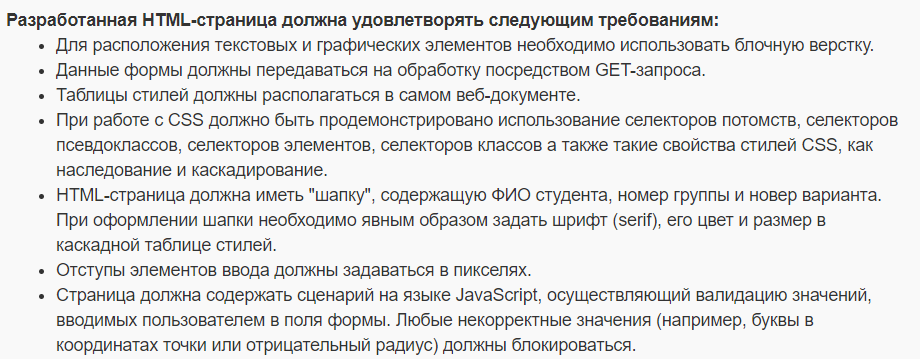 Разработанная HTML-страница должна удовлетворять следующим требованиям:
• Для расположения текстовых и графических элементов необходимо использовать блочную верстку.
• Данные формы должны передаваться на обработку посредством GET-запроса.
• Таблицы стилей должны располагаться в самом веб-документе.
• При работе с CSS должно быть продемонстрировано использование селекторов потомств, селекторов
псевдоклассов, селекторов элементов, селекторов классов а также такие свойства стилей CSS, как
наследование и каскадирование.
• HTML-страница должна иметь "шапку", содержащую ФИО студента, номер группы и новер варианта.
При оформлении шапки необходимо явным образом задать шрифт (serif), его цвет и размер в
каскадной таблице стилей.
• Отступы элементов ввода должны задаваться в пикселях.
• Страница должна содержать сценарий на языке JavaScript, осуществляющий валидацию значений,
вводимых пользователем в поля формы. Любые некорректные значения (например, буквы в
координатах точки или отрицательный радиус) должны блокироваться.